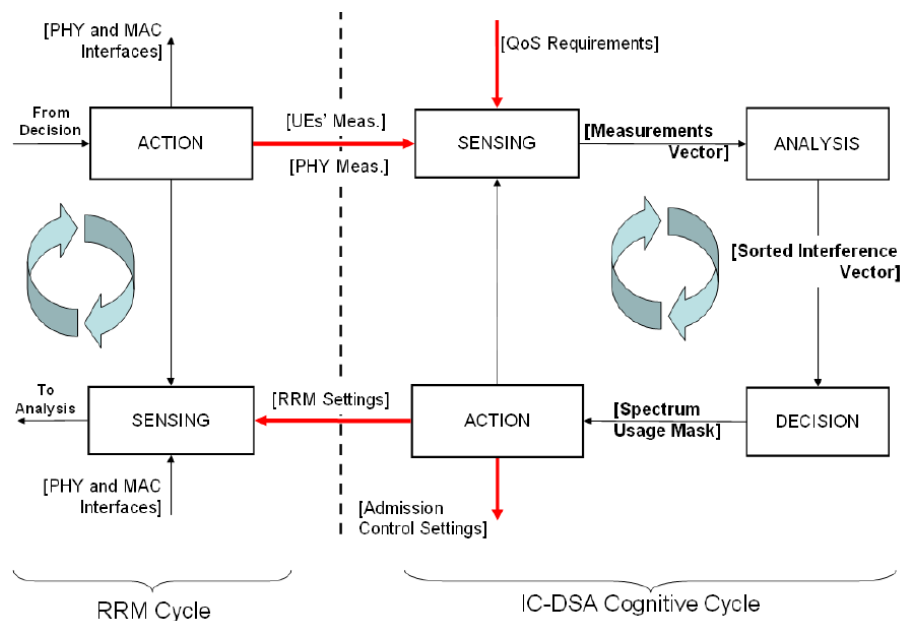 [PHY and MAC
Interfaces]
[QoS Requirements]
From
Decision
ACTION
[UEs' Meas.]
[PHY Meas.]
SENSING
[Measurements
Vector]
ANALYSIS
[Sorted Interference
Vector]
To
Analysis
SENSING
[RRM Settings]
ACTION
[Spectrum
Usage Mask]
DECISION
[PHY and MAC
Interfaces]
[Admission
Control Settings]
RRM Cycle
IC-DSA Cognitive Cycle